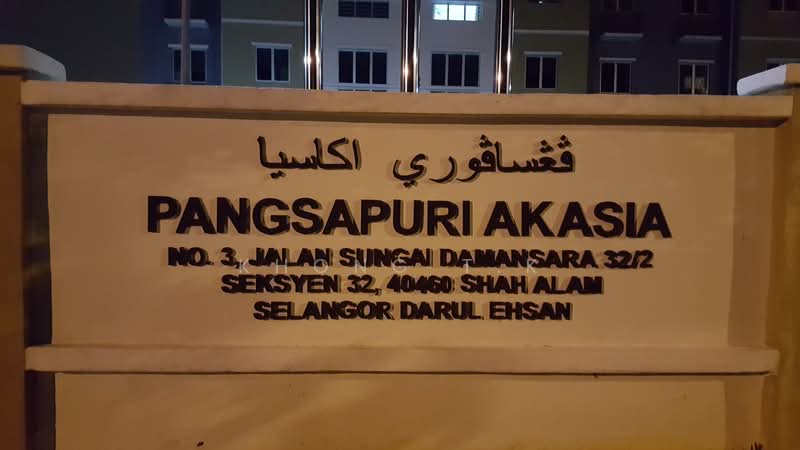 ڤڠساڤوري اكاسيا
PANGSAPURI AKASIA
NO. 3, JALAN SUNGAI DAMANSARA 32/2
KHONG T K
SEKSYEN 32, 40460 SHAH ALAM
SELANGOR DARUL EHSAN